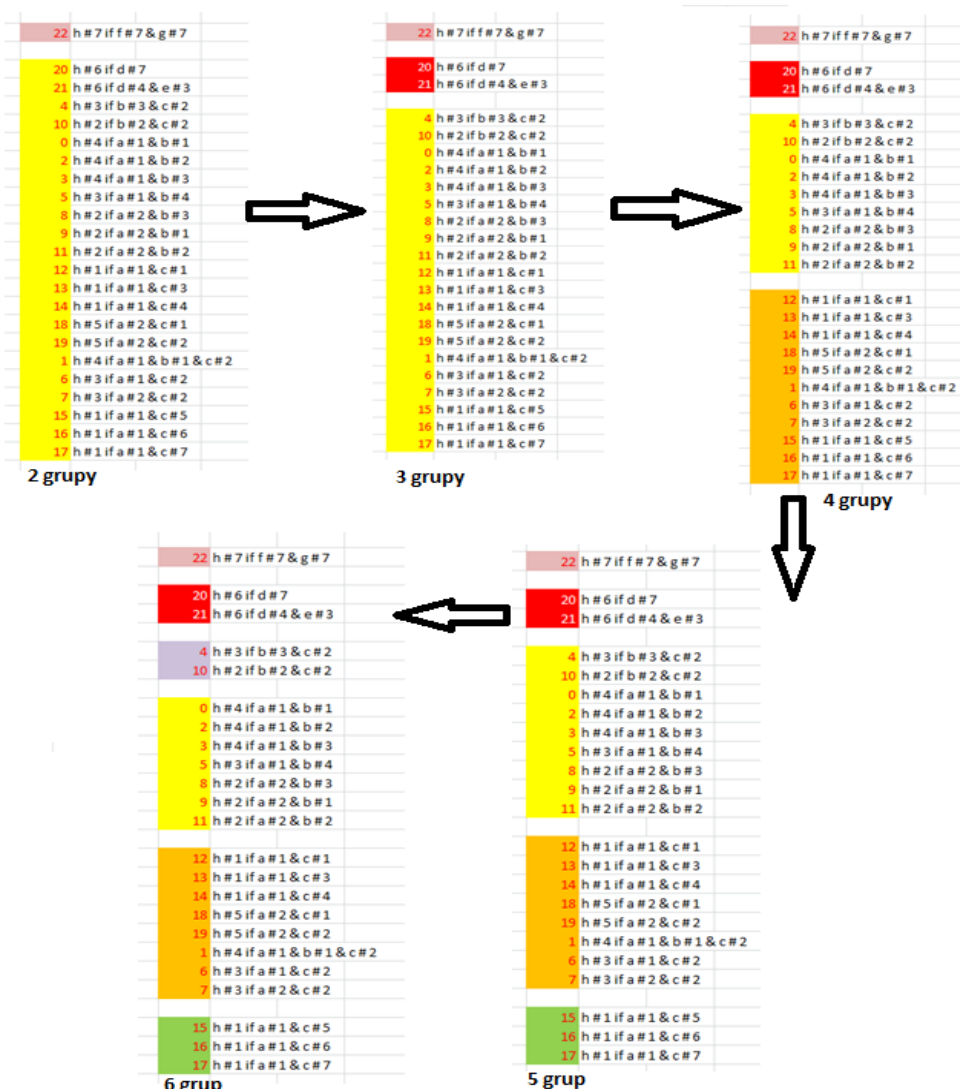 22 h#7iff#7&g#7
20 h#6ifd#7
21 h#6ifd#4&e#3
4 h#3ifb#3&c#2
10 h#2ifb#2&c#2
0 h#4ifa#1&b#1
2 h#4ifa#1&b#2
3 h#4ifa#1&b#3
5 h#3ifa#1&b#4
8 h#2ifa#2&b#3
9 h#2ifa#2&b#1
11 h#2ifa#2&b#2
12 h#1ifa#1&c#1
13 h#1ifa#1&c#3
14 h#1ifa#1&c#4
18 h#5ifa#2&c#1
19 h#5ifa#2&c#2
1 h#4ifa#1&b#1&c#2
6 h#3ifa#1&c#2
7 h#3ifa#2&c#2
15 h#1ifa#1&c#5
16 h#1ifa#1&c#6
17 h#1ifa#1&c#7
2 grupy
22 h#7iff#7&g#7
20 h#6ifd#7
21 h#6ifd#4&e#3
4 h#3ifb#3&c#2
10 h#2ifb#2&c#2
0 h#4ifa#1&b#1
2 h#4ifa#1&b#2
3 h#4ifa#1&b#3
5 h#3ifa#1&b#4
8 h#2ifa#2&b#3
9 h#2ifa#2&b#1
11 h#2ifa#2&b#2
12 h#1ifa#1&c#1
13 h#1ifa#1&c#3
14 h#1ifa#1&c#4
18 h#5ifa#2&c#1
19 h#5ifa#2&c#2
1 h#4ifa#1&b#1&c#2
6 h#3ifa#1&c#2
7 h#3ifa#2&c#2
15 h#1ifa#1&c#5
16 h#1ifa#1&c#6
17 h#1ifa#1&c#7
3 grupy
22 h#7iff#7&g#7
20 h#6ifd#7
21 h#6ifd#4&e#3
4 h#3ifb#3&c#2
10 h#2ifb#2&c#2
0 h#4ifa#1&b#1
2 h#4ifa#1&b#2
3 h#4ifa#1&b#3
5 h#3ifa#1&b#4
8 h#2ifa#2&b#3
9 h#2ifa#2&b#1
11 h#2ifa#2&b#2
12 h#1ifa#1&c#1
13 h#1ifa#1&c#3
14 h#1ifa#1&c#4
18 h#5ifa#2&c#1
19 h#5ifa#2&c#2
1 h#4ifa#1&b#1&c#2
6 h#3ifa#1&c#2
7 h#3ifa#2&c#2
15 h#1ifa#1&c#5
16 h#1ifa#1&c#6
17 h#1ifa#1&c#7
4 grupy
22 h#7iff#7&g#7
20 h#6ifd#7
21 h#6ifd#4&e#3
4 h#3ifb#3&c#2
10 h#2ifb#2&c#2
0 h#4ifa#1&b#1
2 h#4ifa#1&b#2
3 h#4ifa#1&b#3
5 h#3ifa#1&b#4
8 h#2ifa#2&b#3
9 h#2ifa#2&b#1
11 h#2ifa#2&b#2
12 h#1ifa#1&c#1
13 h#1ifa#1&c#3
14 h#1ifa#1&c#4
18 h#5ifa#2&c#1
19 h#5ifa#2&c#2
1 h#4ifa#1&b#1&c#2
6 h#3ifa#1&c#2
7 h#3ifa#2&c#2
15 h#1ifa#1&c#5
16 h#1ifa#1&c#6
17 h#1ifa#1&c#7
6 grup
22 h#7iff#7&g#7
20 h#6ifd#7
21 h#6ifd#4&e#3
4 h#3ifb#3&c#2
10 h#2ifb#2&c#2
0 h#4ifa#1&b#1
2 h#4ifa#1&b#2
3 h#4ifa#1&b#3
5 h#3ifa#1&b#4
8 h#2ifa#2&b#3
9 h#2ifa#2&b#1
11 h#2ifa#2&b#2
12 h#1ifa#1&c#1
13 h#1ifa#1&c#3
14 h#1ifa#1&c#4
18 h#5ifa#2&c#1
19 h#5ifa#2&c#2
1 h#4ifa#1&b#1&c#2
6 h#3ifa#1&c#2
7 h#3ifa#2&c#2
15 h#1ifa#1&c#5
16 h#1ifa#1&c#6
17 h#1ifa#1&c#7
5 grup